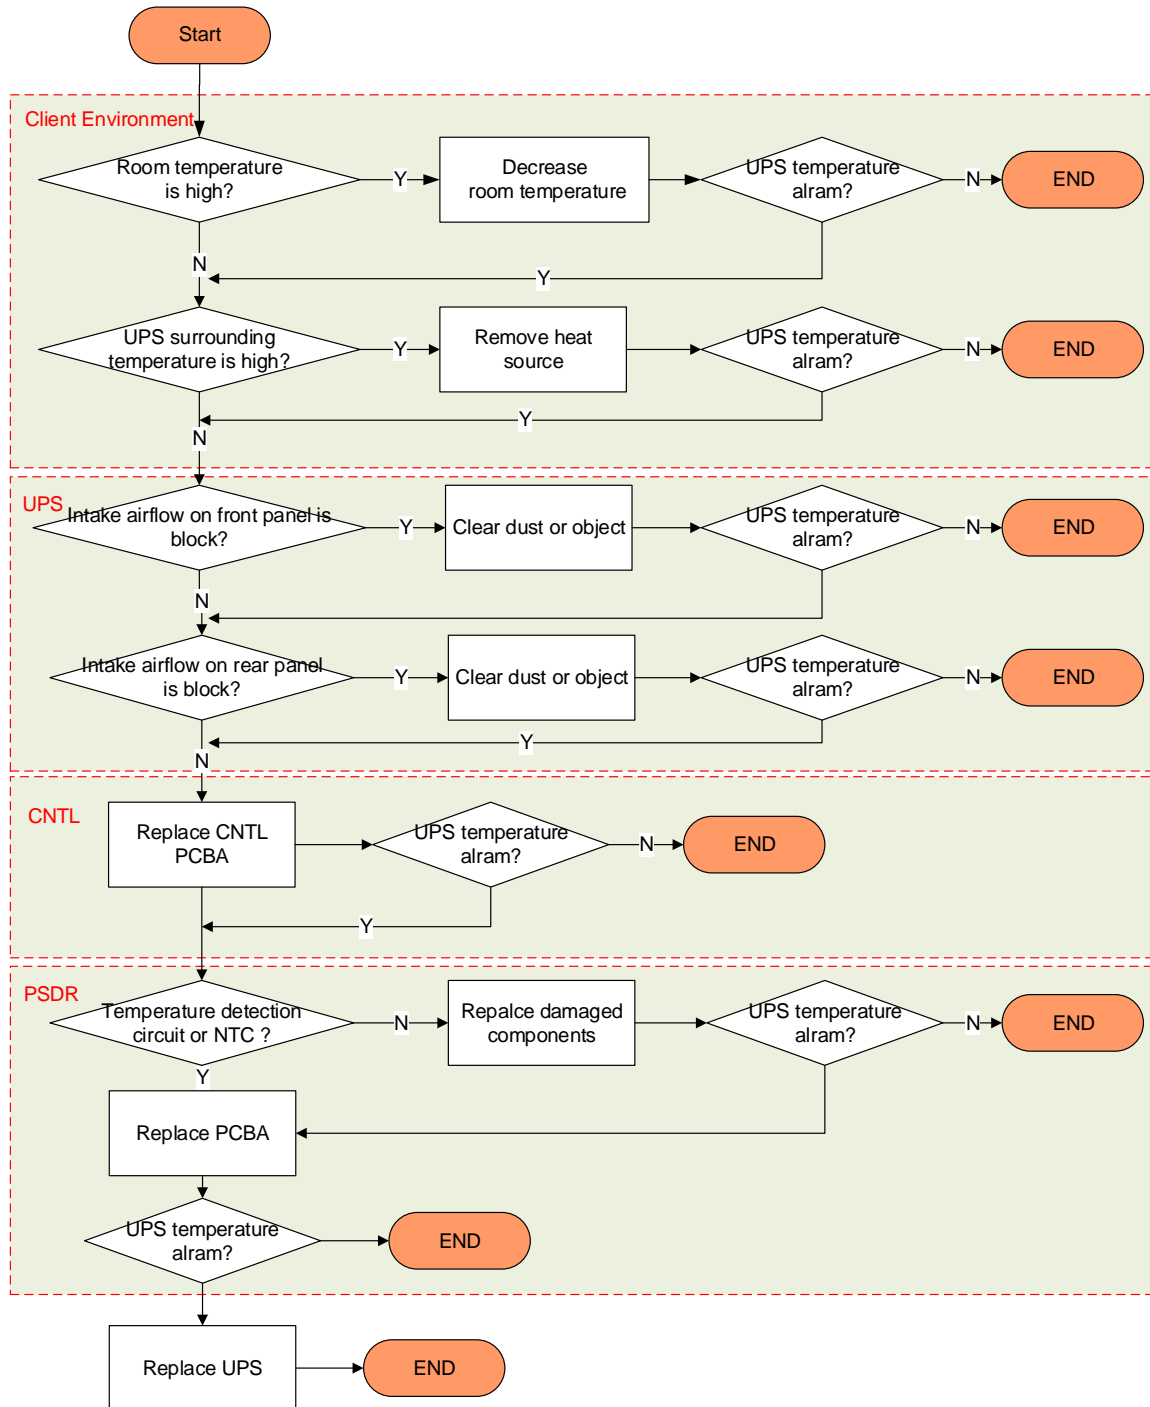 Start
Client Environment
Room temperature
is high?
Y
Decrease
room temperature
UPS temperature
alram?
N
END
N
Y
UPS surrounding
temperature is high?
Y
Remove heat
source
UPS temperature
alram?
N
END
Y
N
UPS
Intake airflow on front panel is
block?
Y
Clear dust or object
UPS temperature
alram?
N
END
N
Intake airflow on rear panel
is block?
Y
Clear dust or object
UPS temperature
alram?
N
END
Y
N
CNTL
Replace CNTL
PCBA
UPS temperature
alram?
N
END
Y
PSDR
Temperature detection
circuit or NTC ?
N
Repalce damaged
components
UPS temperature
alram?
N
END
Y
Replace PCBA
UPS temperature
alram?
END
Replace UPS
END